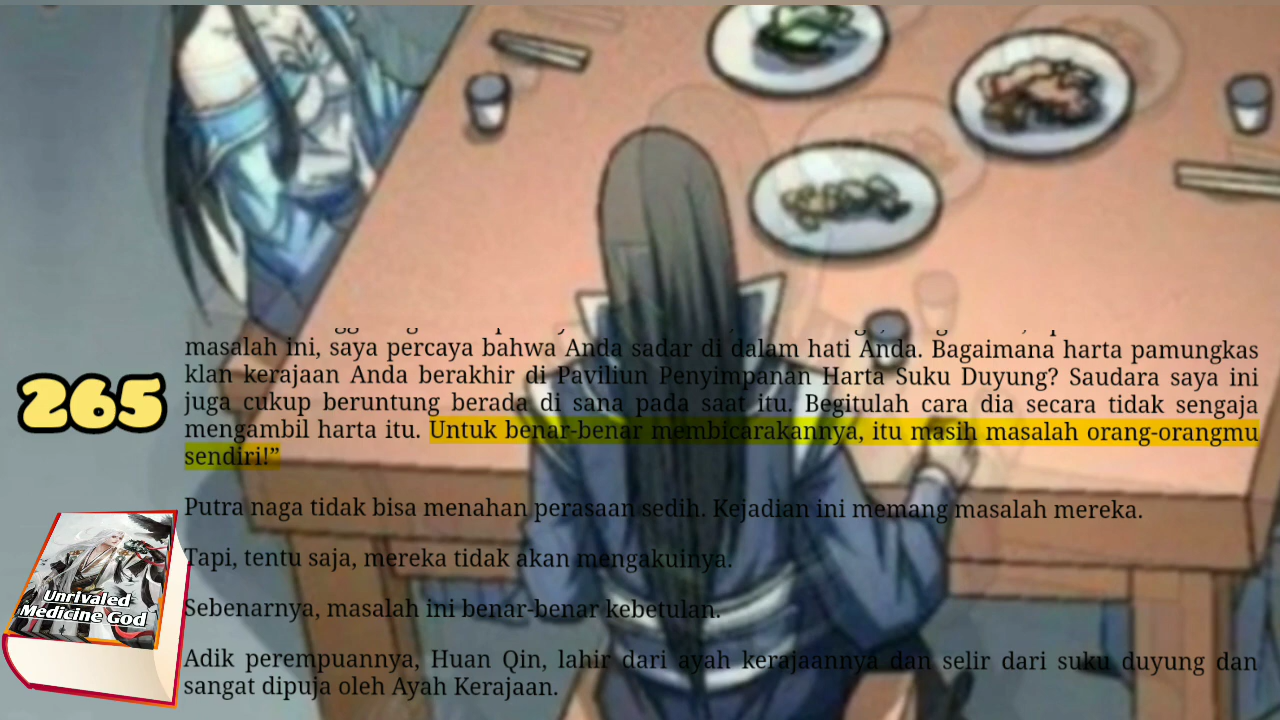 masalah ini, saya percaya bahwa Anda sadar di dalam hati Anda. Bagaimana harta pamungkas
klan kerajaan Anda berakhir di Paviliun Penyimpanan Harta Suku Duyung? Saudara saya ini
juga cukup beruntung berada di sana pada saat itu. Begitulah cara dia secara tidak sengaja
mengambil harta itu. Untuk benar-benar membicarakannya, itu masih masalah orang-orangmu
sendiri!”
265
Putra naga tidak bisa menahan perasaan sedih. Kejadian ini memang masalah mereka.
Tapi, tentu saja, mereka tidak akan mengakuinya.
Sebenarnya, masalah ini benar-benar kebetulan.
Adik perempuannya, Huan Qin, lahir dari ayah kerajaannya dan selir dari suku duyung dan
sangat dipuja oleh Ayah Kerajaan.
Unrivaled
Medicine God